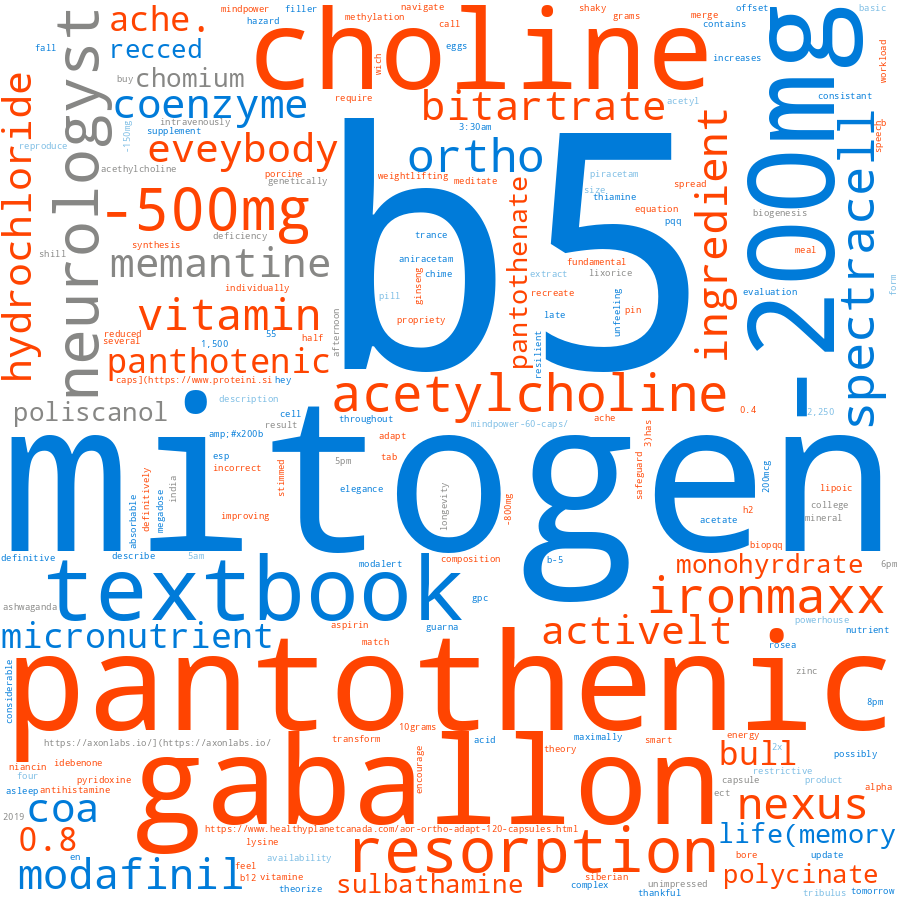 mindpower
filler
shaky
grams
offset
basic
hazard
methylation
navigate
call
merge
contains
workload
ache.
choline
-200mg
fall
recced
neurologyst
eggs
wich
increases
chomium
buy
require
bitartrate
acetyl
consistant
coenzyme
intravenously
supplement
3:30am
b
speech
hydrochloride
reproduce
-150mg
eveybody
ortho
ingredient
spectracell
acetylcholine
porcine
genetically
weightlifting
meditate
piracetam
size
thiamine
spread
equation
pqq
biogenesis
-500mg
b5
pantothenate
deficiency
trance
shill
synthesis
memantine
aniracetam
chime
ginseng
fundamental
extract
lixorice
meal
evaluation
form
individually
pill
recreate
unfeeling
pin
late
propriety
vitamin
reduced
several
55
1,500
half
afternoon
resilient
panthotenic
caps](https://www.proteini.si
hey
acetylcholine
poliscanol
description
cell
result
throughout
ache
0.4
2,250
mindpower-60-caps/
amp;#x200b
adapt
3)has
mitogen
esp
incorrect
stimmed
5pm
tab
safeguard
200mcg
lipoic
definitively
india
absorbable
megadose
elegance
longevity
-800mg
college
mineral
improving
acetate
h2
definitive
describe
5am
modalert
composition
b-5
biopqq
6pm
monohyrdrate
textbook
ironmaxx
ashwaganda
gpc
powerhouse
micronutrient
aspirin
guarna
match
activelt
nutrient
rosea
considerable
pantothenic
zinc
8pm
10grams
https://axonlabs.io/](https://axonlabs.io/
transform
acid
maximally
smart
energy
2x
theory
bull
possibly
niancin
idebenone
four
gaballon
encourage
restrictive
pyridoxine
capsule
product
asleep
antihistamine
ect
alpha
coa
nexus
2019
https://www.healthyplanetcanada.com/aor-ortho-adapt-120-capsules.html
0.8
lysine
resorption
life(memory
en
availability
bore
update
modafinil
feel
b12
vitamine
theorize
sulbathamine
siberian
complex
unimpressed
thankful
polycinate
tribulus
tomorrow